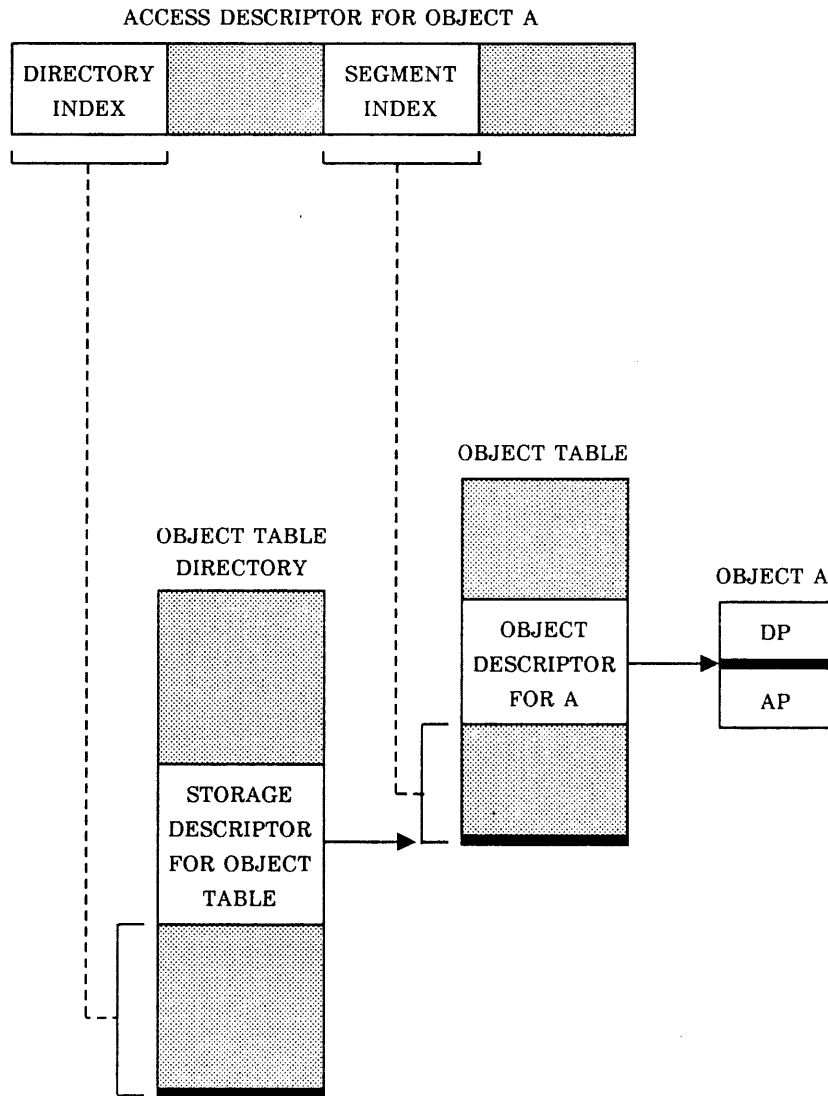 ACCESS DESCRIPTOR FOR OBJECT A
DIRECTORY
INDEX
SEGMENT
INDEX
OBJECT TABLE
OBJECT TABLE
DIRECTORY
OBJECT A
OBJECT
DESCRIPTOR
FOR A
DP
AP
STORAGE
DESCRIPTOR
FOR OBJECT
TABLE